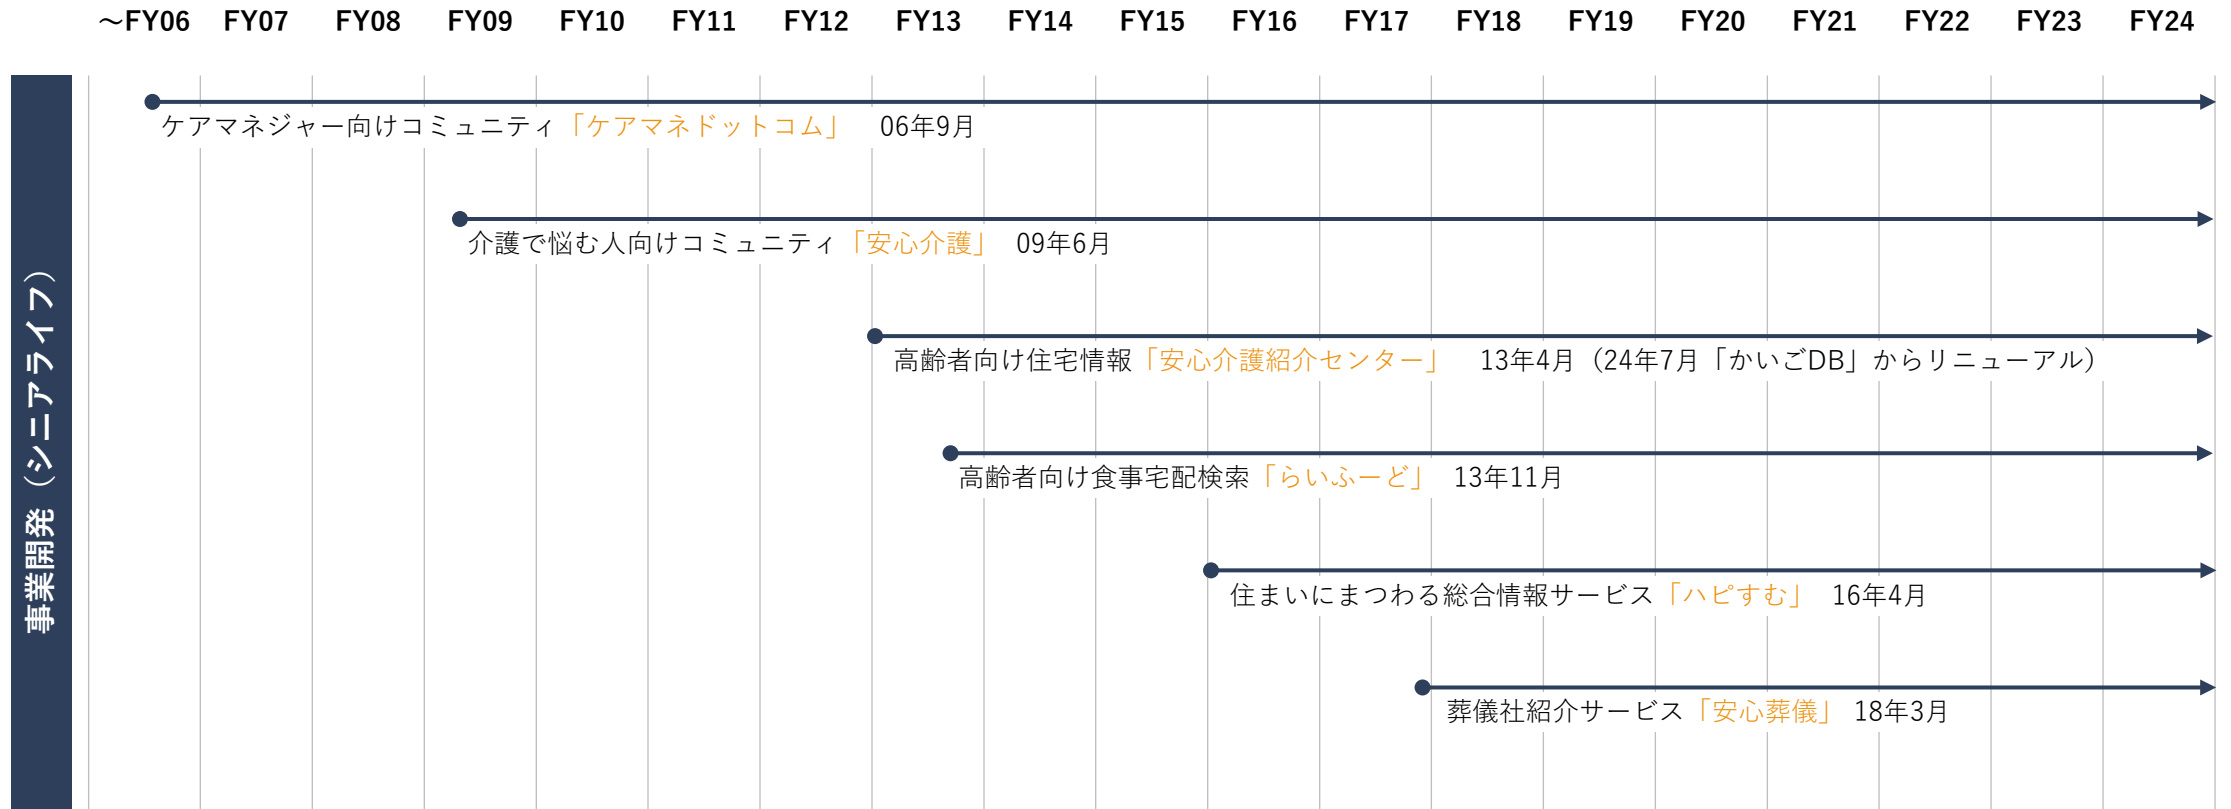 ～FY06 FY07 FY08 FY09 FY10 FY11 FY12 FY13 FY14 FY15 FY16 FY17 FY18 FY19 FY20 FY21 FY22 FY23 FY24
事業開発（シニアライフ）
ケアマネジャー向けコミュニティ「ケアマネドットコム」 06年9月
介護で悩む人向けコミュニティ「安心介護」 09年6月
高齢者向け住宅情報「安心介護紹介センター」 13年4月（24年7月「かいごDB」からリニューアル）
高齢者向け食事宅配検索「らいふーど」 13年11月
住まいにまつわる総合情報サービス「ハピすむ」 16年4月
葬儀社紹介サービス「安心葬儀」 18年3月